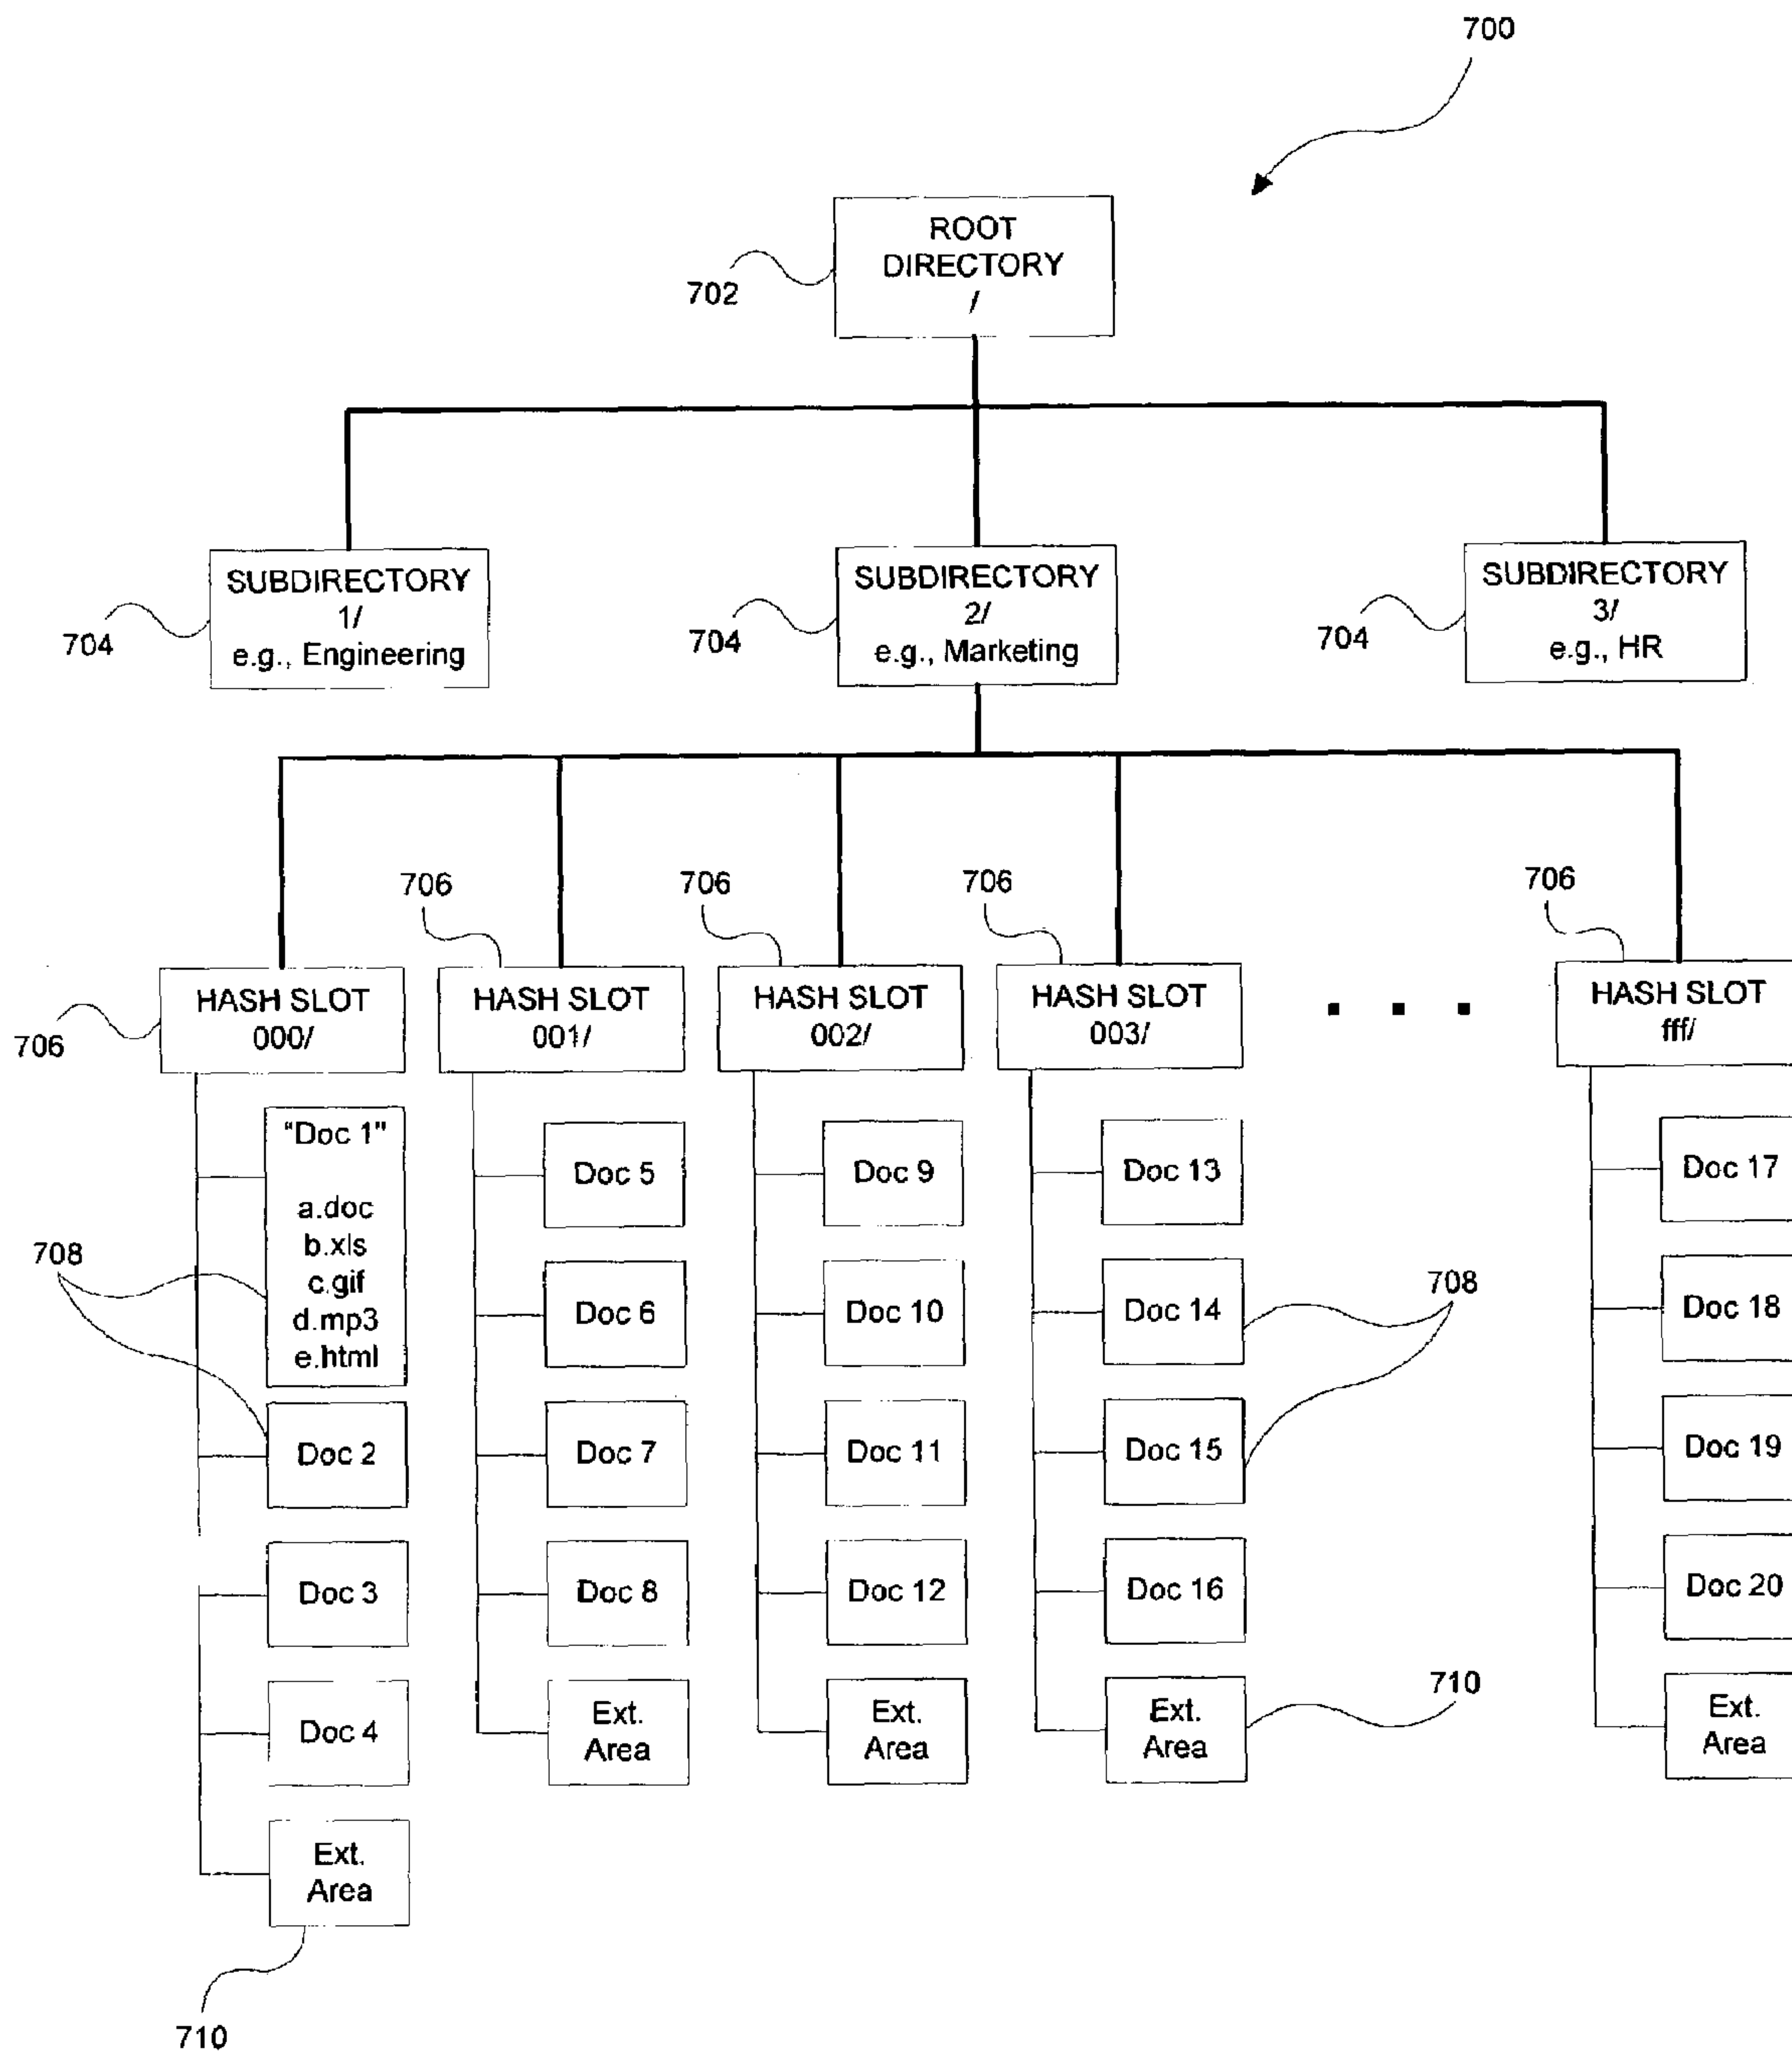 700
ROOT
DIRECTORY
/
702
SUBDIRECTORY
1/
e.g., Engineering
704
SUBDIRECTORY
2/
e.g., Marketing
704
SUBDIRECTORY
3/
e.g., HR
704
706
706
706
706
HASH SLOT
000/
706
HASH SLOT
001/
HASH SLOT
002/
HASH SLOT
003/
. . .
HASH SLOT
fff/
"Doc 1"
a.doc
b.xls
c.gif
d.mp3
e.html
708
Doc 2
Doc 3
Doc 4
Ext.
Area
710
Doc 5
Doc 6
Doc 7
Doc 8
Ext.
Area
Doc 9
Doc 10
Doc 11
Doc 12
Ext.
Area
Doc 13
Doc 14
708
Doc 15
Doc 16
Ext.
Area
710
Doc 17
Doc 18
Doc 19
Doc 20
Ext.
Area